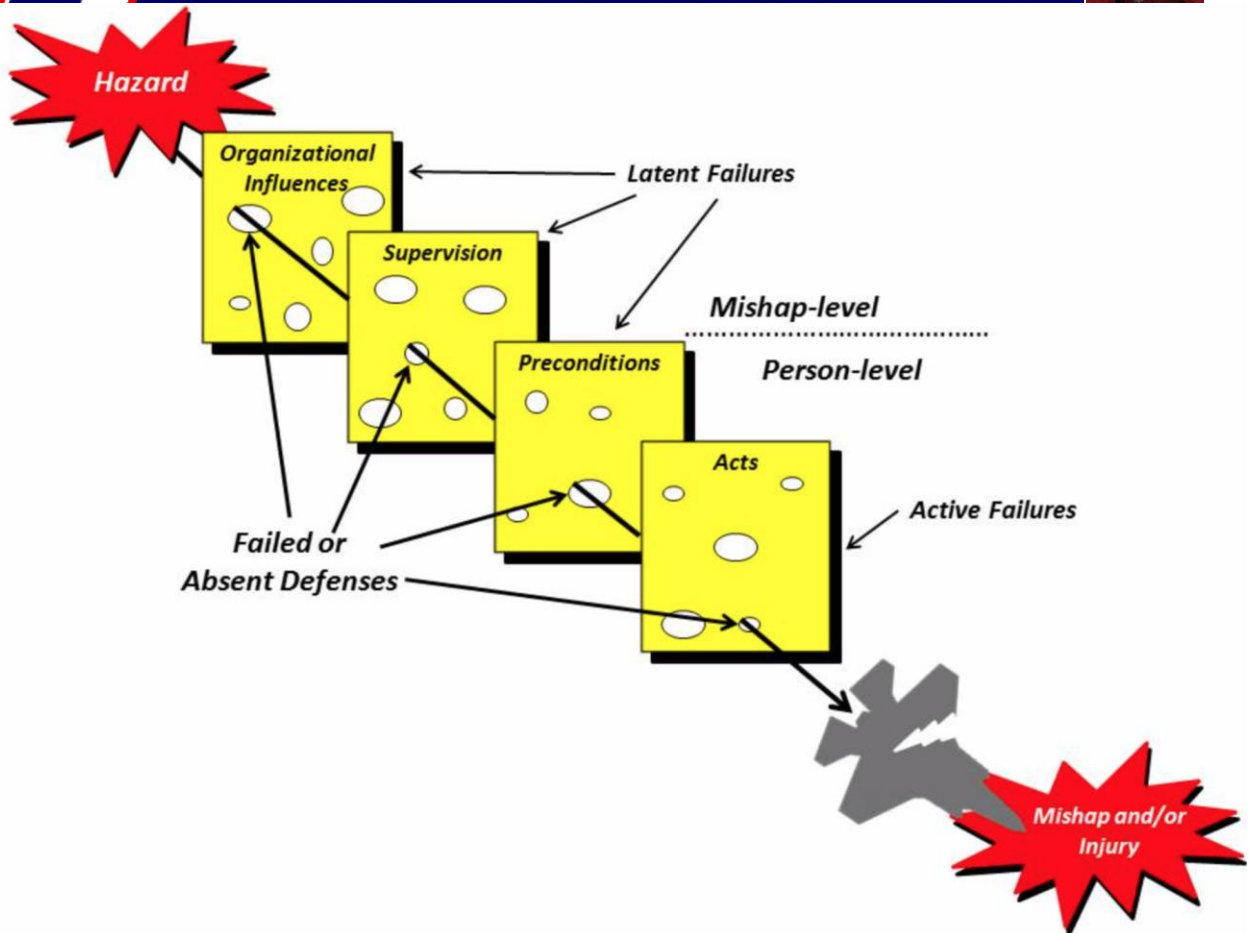 Hazard
Organizational
Influences
Latent Failures
Supervision
Mishap-level
Preconditions
Person-level
Acts
Active Failures
Failed or
Absent Defenses
Mishap and/or
Injury